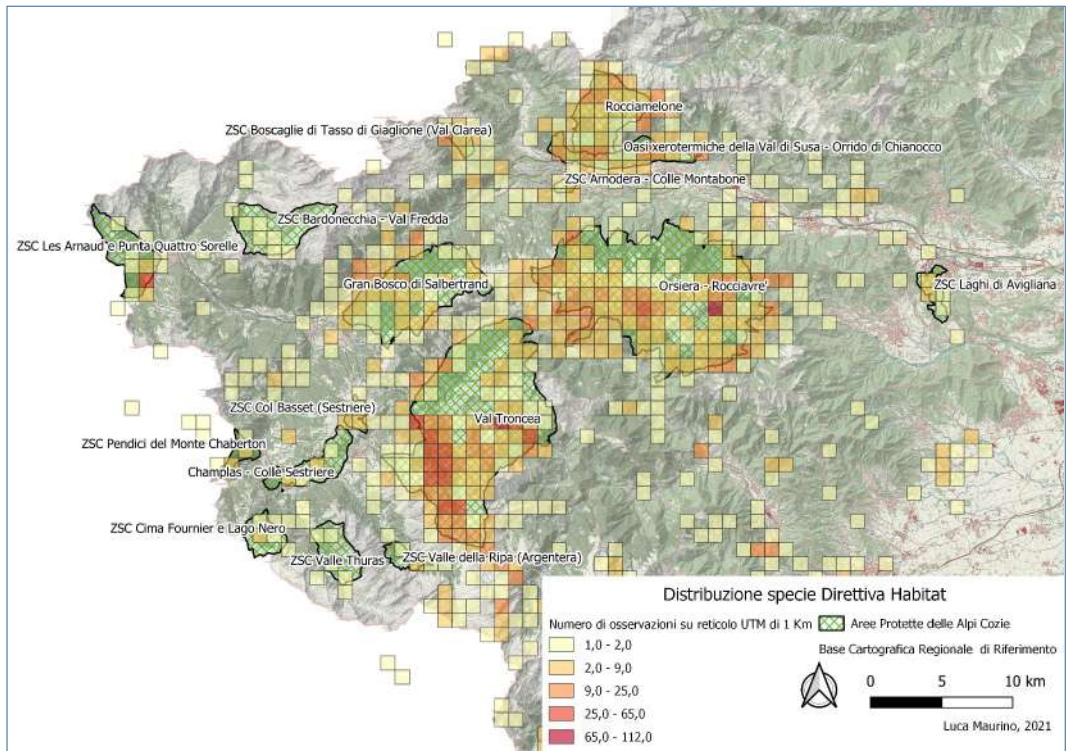 Rocciamelone
ZSC Boscaglie di Tasso di Giaglione (Val Clarea)
Oasi xerotermiche della Val di Susa - Orrido di Chianocco
ZSC Arnodera - Colle Montabone
ZSC Bardonecchia - Val Fredda
ZSC Les Arnaud e Punta Quattro Sorelle
Gran Bosco di Salbertrand
Orsiera - Rocciavre'
ZSC Laghi di Avigliana
ZSC Col Basset (Sestriere)
Val Troncea
ZSC Pendici del Monte Chaberton
Champlas - Colle Sestriere
ZSC Cima Fournier e Lago Nero
ZSC Valle Thuras
ZSC Valle della Ripa (Argentera)
Distribuzione specie Direttiva Habitat
Numero di osservazioni su reticolo UTM di 1 Km
Aree Protette delle Alpi Cozie
1,0 - 2,0
2,0 - 9,0
9,0 - 25,0
25,0 - 65,0
65,0 - 112,0
Base Cartografica Regionale di Riferimento
0 5 10 km
Luca Maurino, 2021